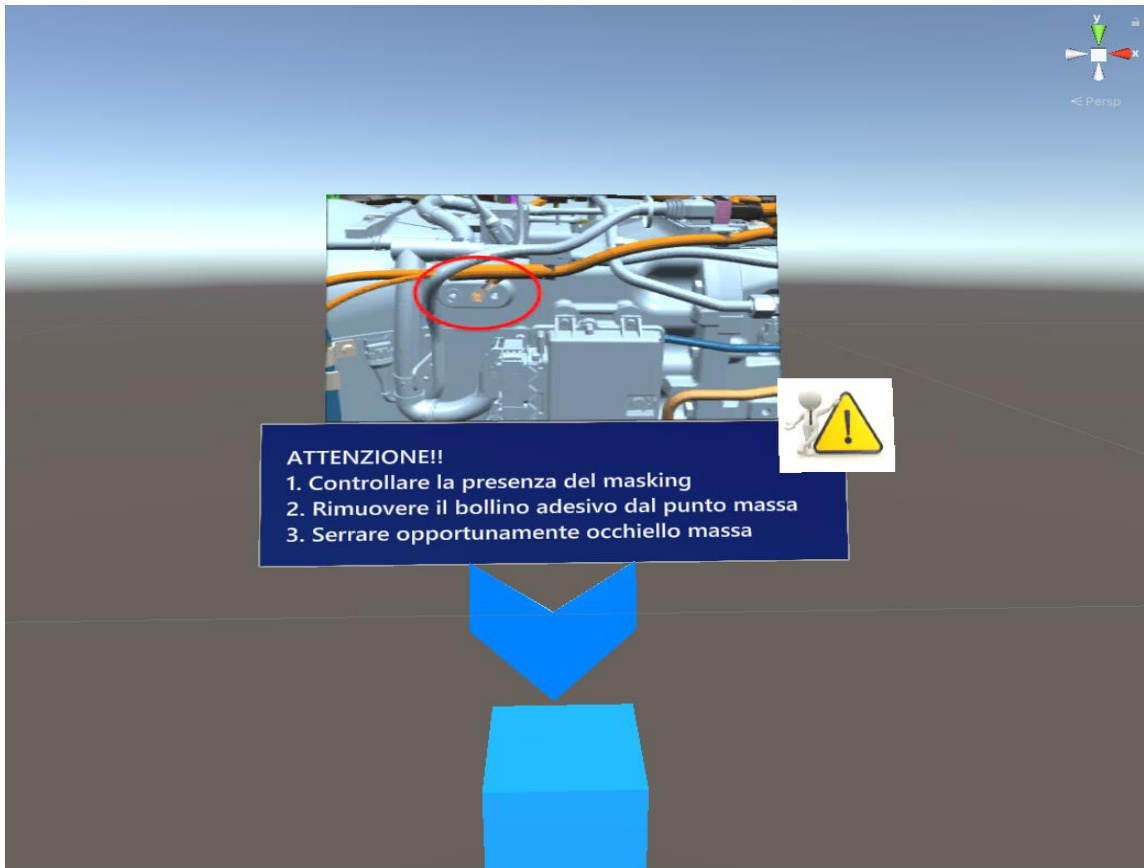 y
x
< Persp
ATTENZIONE!!
1. Controllare la presenza del masking
2. Rimuovere il bollino adesivo dal punto massa
3. Serrare opportunamente occhiello massa